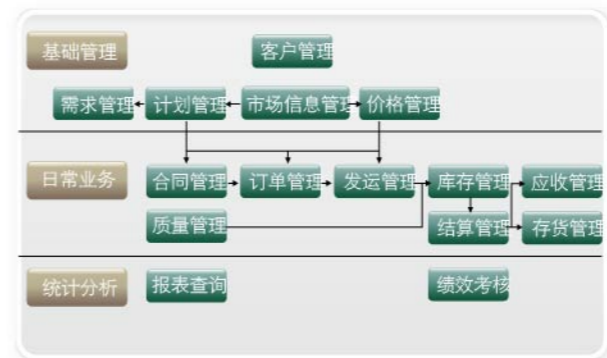 基础管理
客户管理
需求管理
计划管理
市场信息管理
价格管理
日常业务
合同管理
订单管理
发运管理
库存管理
应收管理
质量管理
结算管理
存货管理
统计分析
报表查询
绩效考核